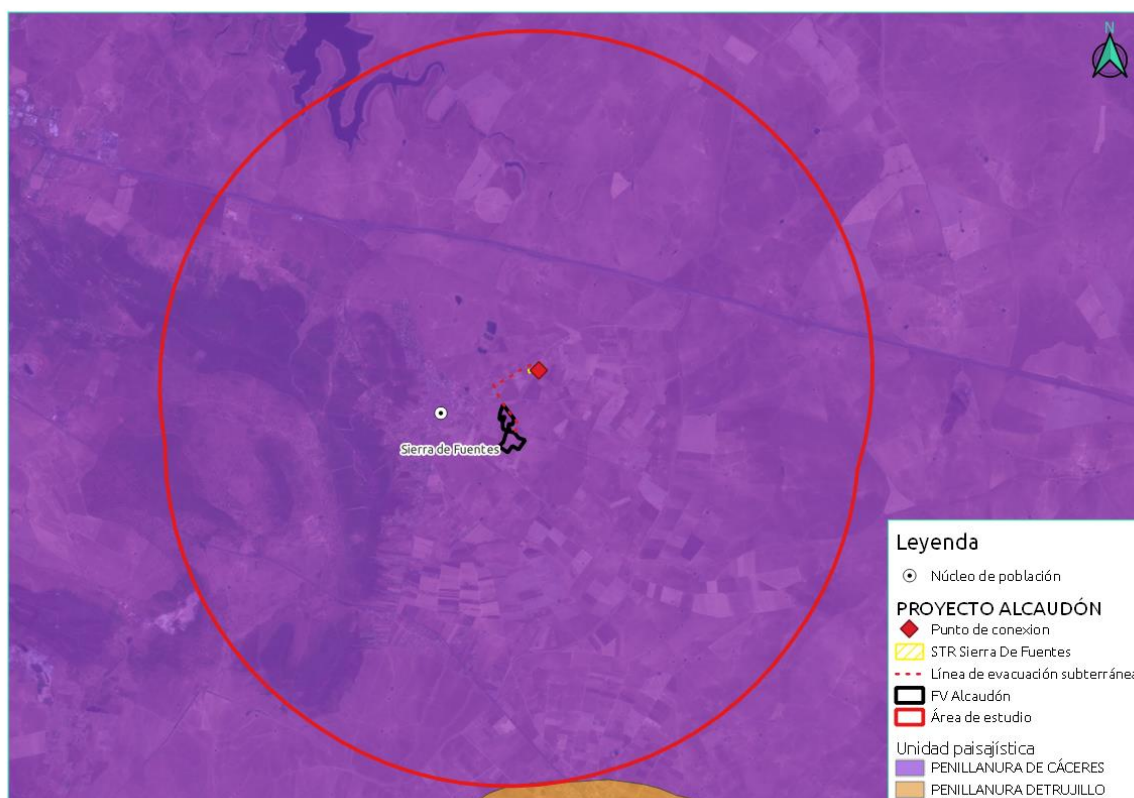 N
Sierra de Fuentes
Leyenda
Núcleo de población
PROYECTO ALCAUDÓN
Punto de conexion
STR Sierra De Fuentes
Línea de evacuación subterránea
FV Alcaudón
Área de estudio
Unidad paisajística
PENILLANURA DE CÁCERES
PENILLANURA DETRUJILLO